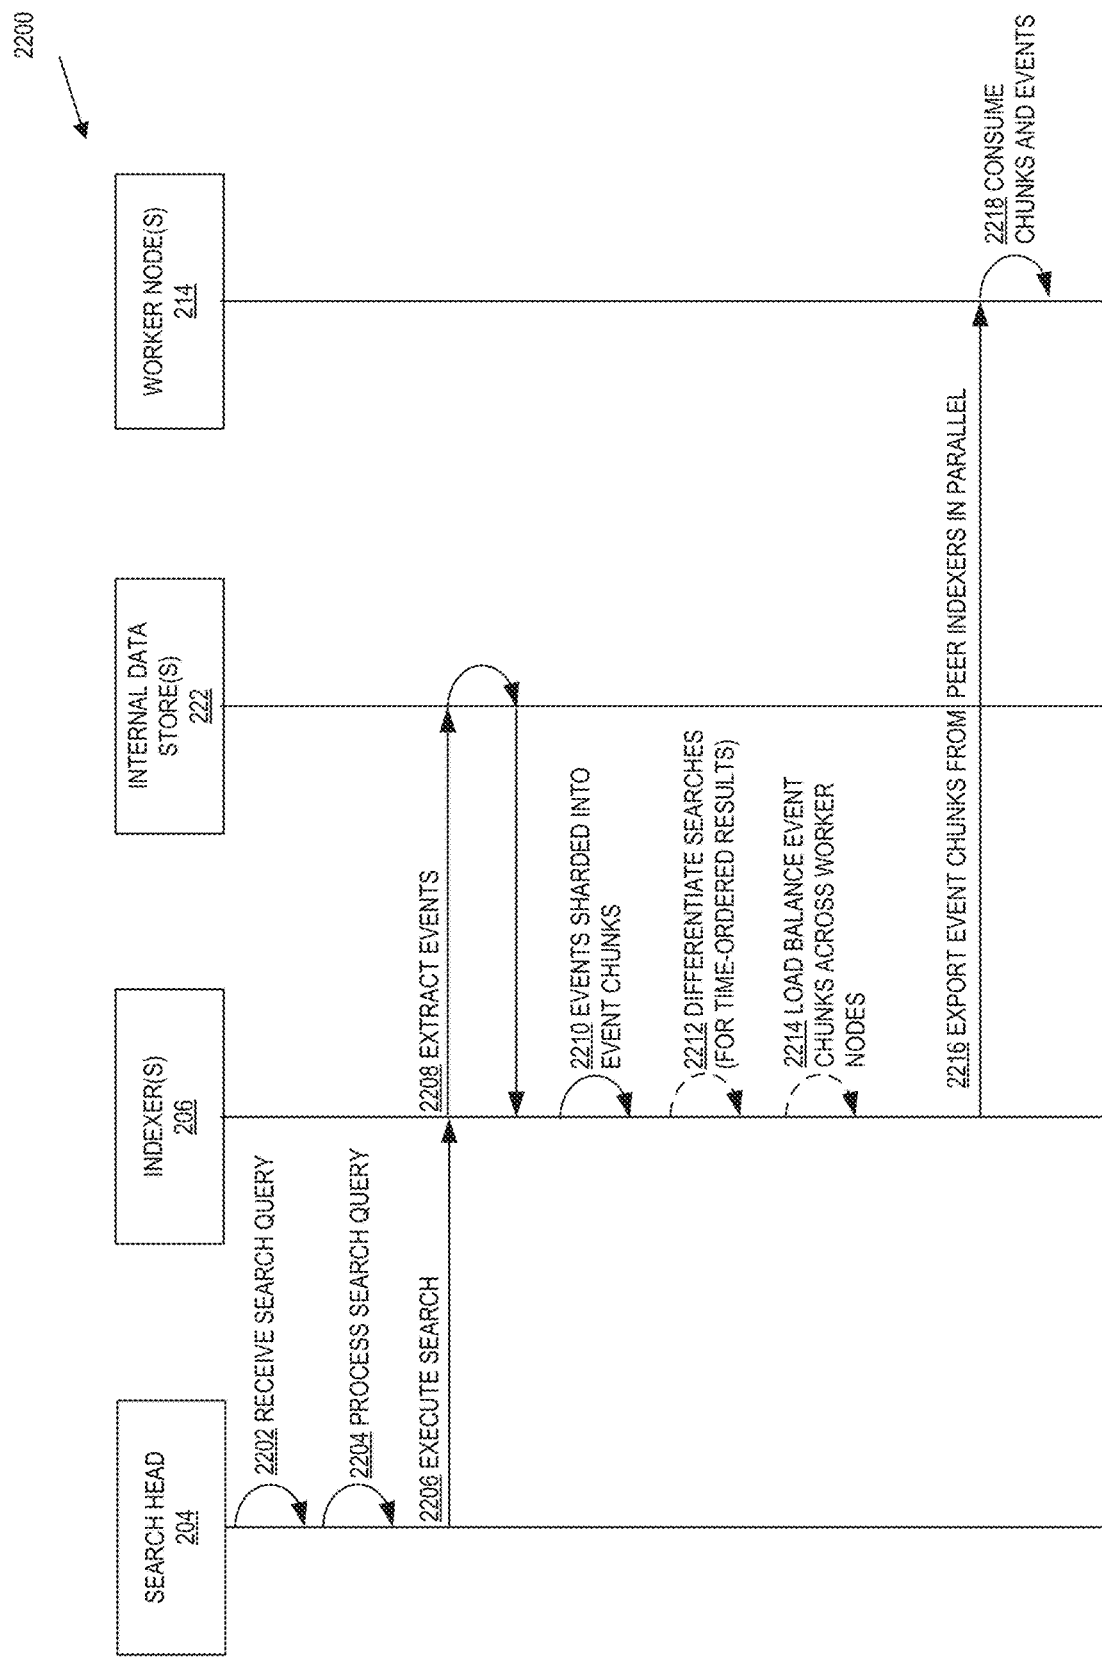 2200
SEARCH HEAD
204
INDEXER(S)
206
INTERNAL DATA
STORE(S)
222
WORKER NODE(S)
214
2202 RECEIVE SEARCH QUERY
2204 PROCESS SEARCH QUERY
2206 EXECUTE SEARCH
2208 EXTRACT EVENTS
2210 EVENTS SHARDED INTO
EVENT CHUNKS
2212 DIFFERENTIATE SEARCHES
(FOR TIME-ORDERED RESULTS)
2214 LOAD BALANCE EVENT
CHUNKS ACROSS WORKER
NODES
2216 EXPORT EVENT CHUNKS FROM PEER INDEXERS IN PARALLEL
2218 CONSUME
CHUNKS AND EVENTS